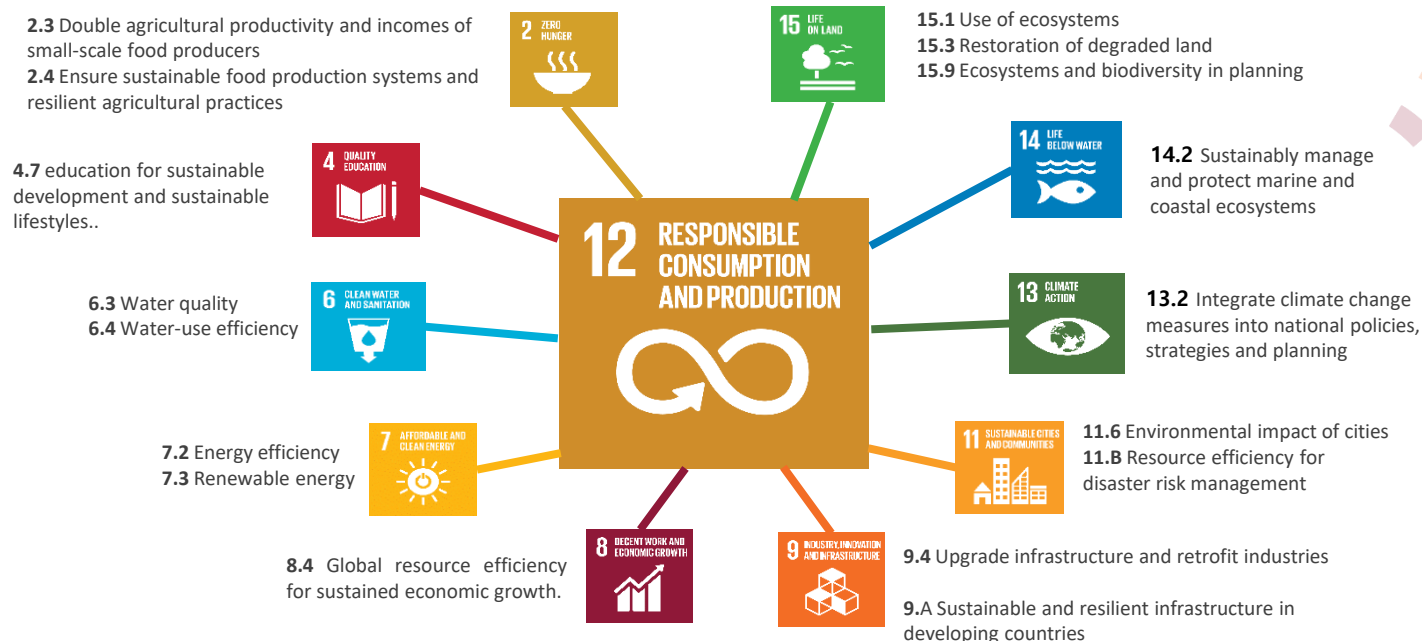 2.3 Double agricultural productivity and incomes of
small-scale food producers
2.4 Ensure sustainable food production systems and
resilient agricultural practices
2 ZERO
HUNGER
15 LIFE
ON LAND
15.1 Use of ecosystems
15.3 Restoration of degraded land
15.9 Ecosystems and biodiversity in planning
4.7 education for sustainable
development and sustainable
lifestyles..
4 QUALITY
EDUCATION
14 LIFE
BELOW WATER
14.2 Sustainably manage
and protect marine and
coastal ecosystems
12 RESPONSIBLE
CONSUMPTION
AND PRODUCTION
6.3 Water quality
6.4 Water-use efficiency
6 CLEAN WATER
AND SANITATION
13 CLIMATE
ACTION
13.2 Integrate climate change
measures into national policies,
strategies and planning
7.2 Energy efficiency
7.3 Renewable energy
7 AFFORDABLE AND
CLEAN ENERGY
11 SUSTAINABLE CITIES
AND COMMUNITIES
11.6 Environmental impact of cities
11.B Resource efficiency for
disaster risk management
8.4 Global resource efficiency
for sustained economic growth.
8 DECENT WORK AND
ECONOMIC GROWTH
9 INDUSTRY, INNOVATION
AND INFRASTRUCTURE
9.4 Upgrade infrastructure and retrofit industries
9.A Sustainable and resilient infrastructure in
developing countries